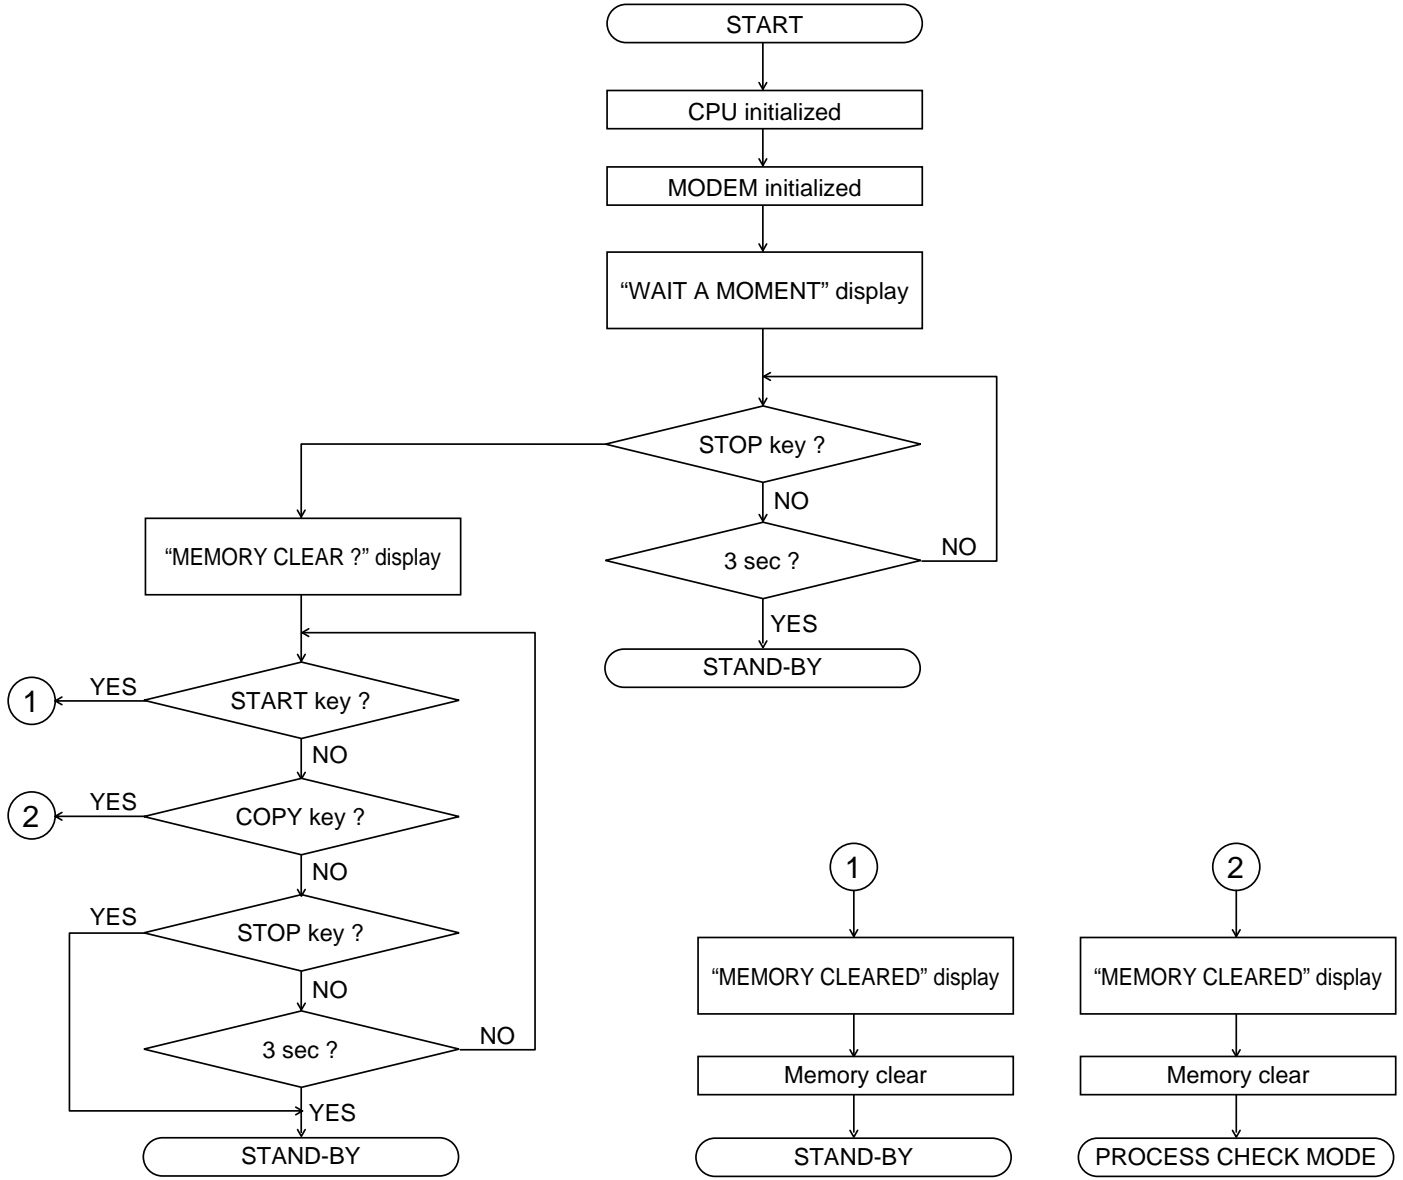 START
CPU initialized
MODEM initialized
“WAIT A MOMENT” display
STOP key ?
NO
3 sec ?
NO
YES
STAND-BY
“MEMORY CLEAR ?” display
START key ?
YES
1
NO
COPY key ?
YES
2
NO
STOP key ?
YES
NO
3 sec ?
NO
YES
STAND-BY
1
“MEMORY CLEARED” display
Memory clear
STAND-BY
2
“MEMORY CLEARED” display
Memory clear
PROCESS CHECK MODE